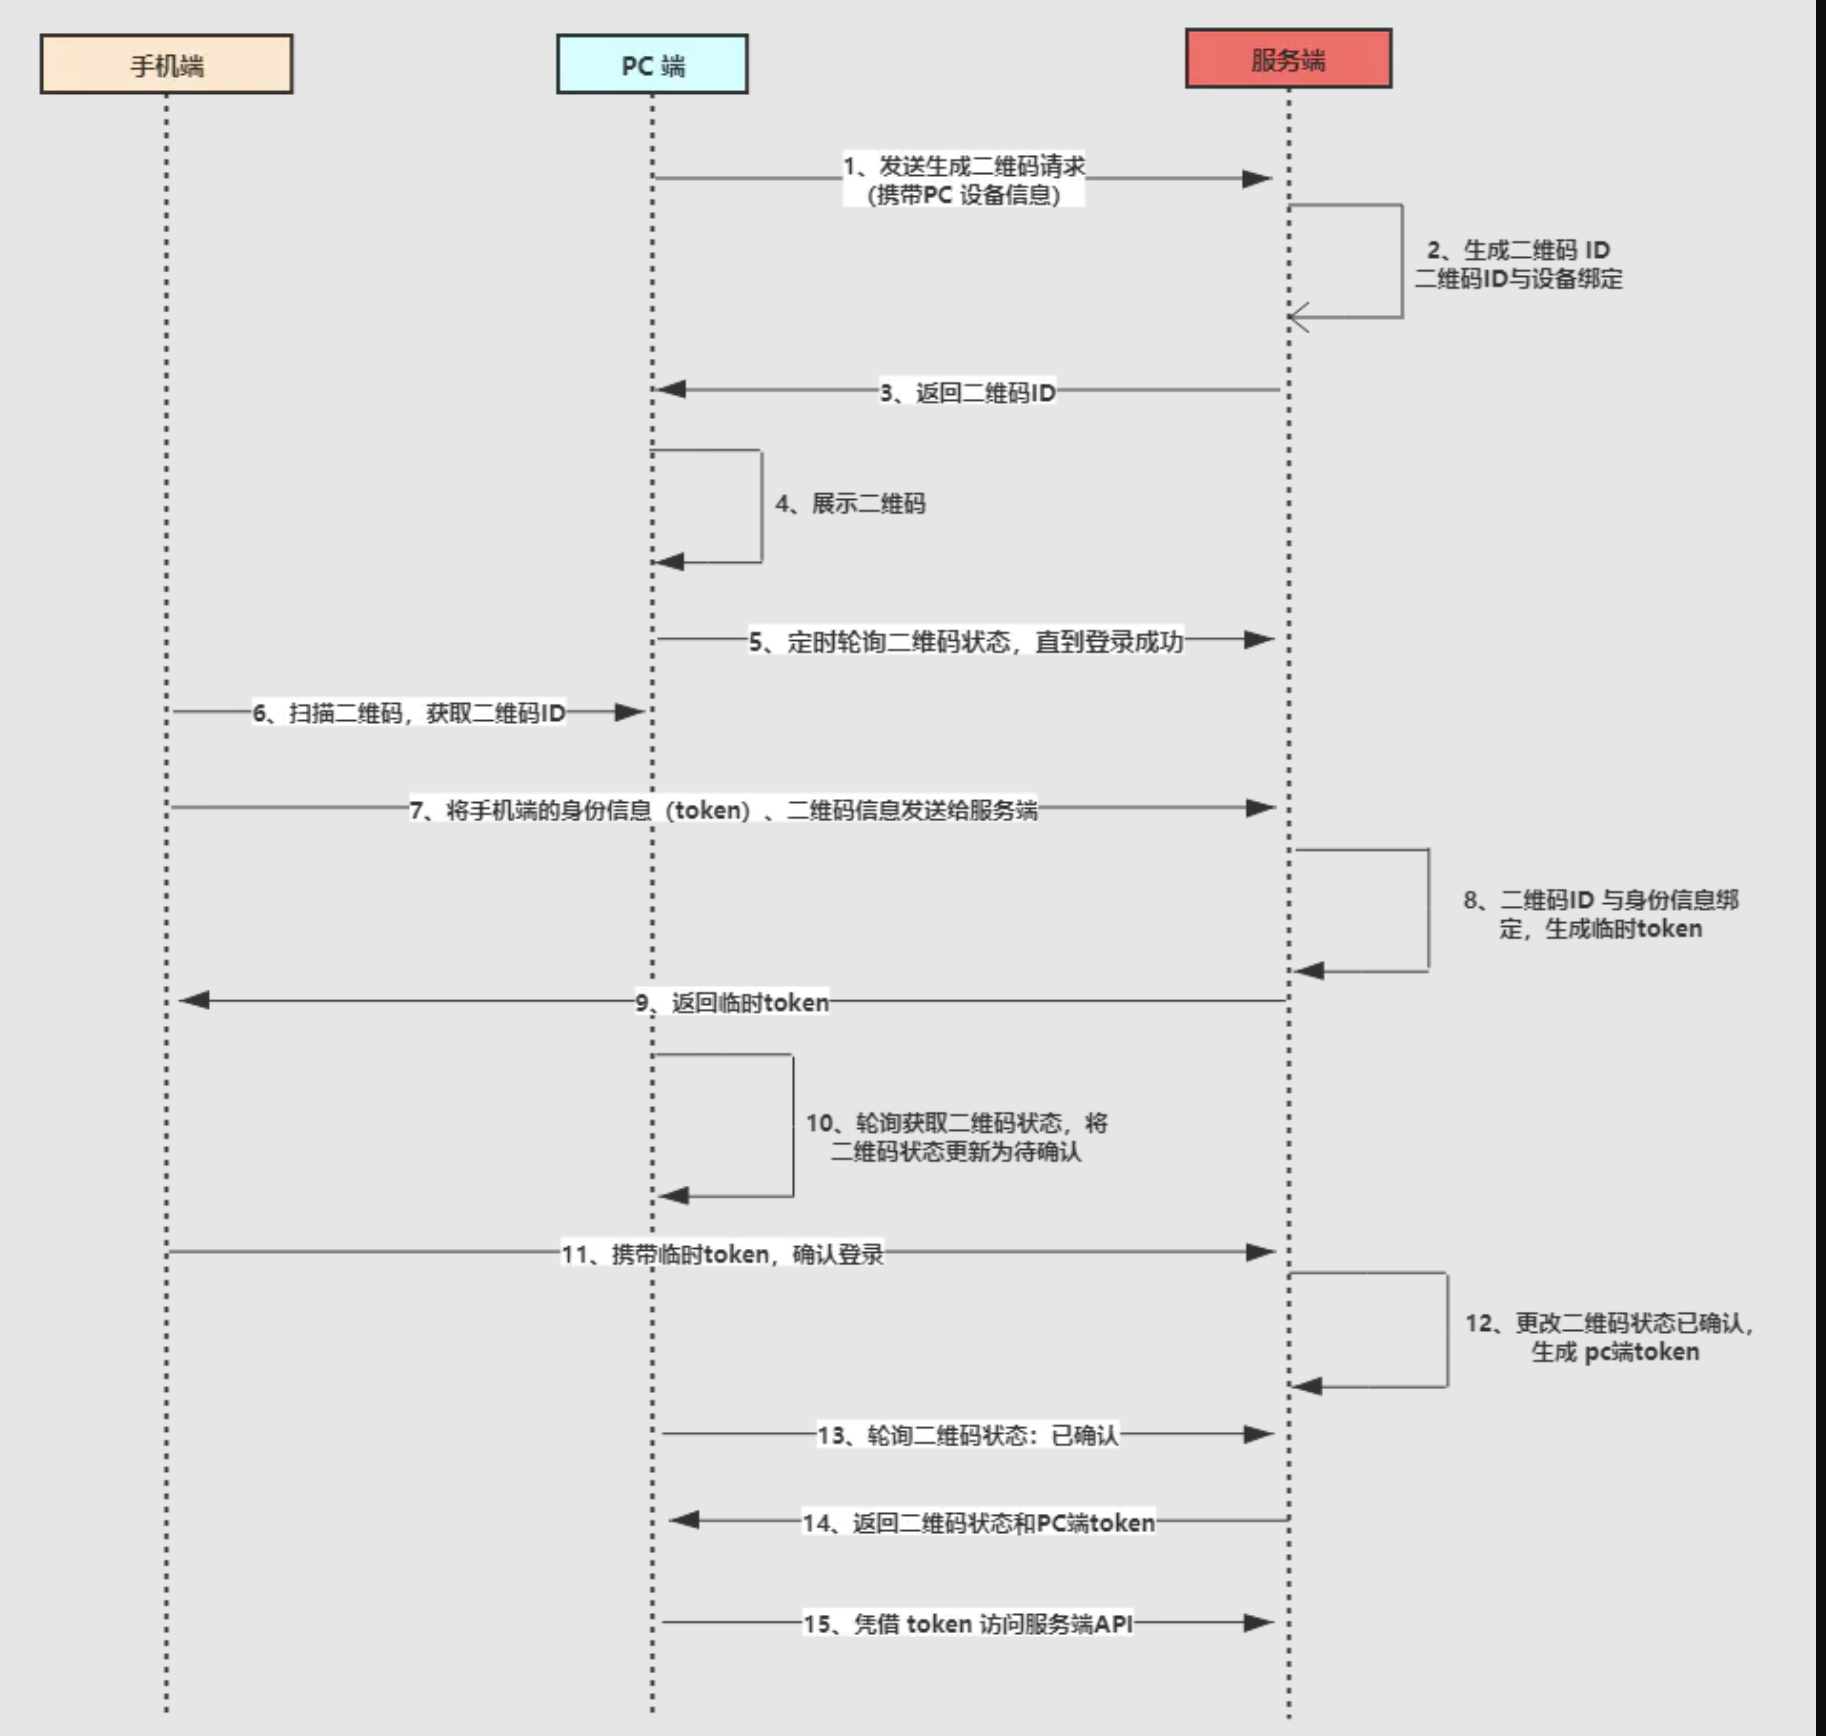 手机端
PC 端
服务端
1、发送生成二维码请求
(携带PC 设备信息)
2、生成二维码 ID
二维码ID与设备绑定
3、返回二维码ID
4、展示二维码
5、定时轮询二维码状态，直到登录成功
6、扫描二维码，获取二维码ID
7、将手机端的身份信息（token）、二维码信息发送给服务端
8、二维码ID 与身份信息绑
定，生成临时token
9、返回临时token
10、轮询获取二维码状态，将
二维码状态更新为待确认
11、携带临时token，确认登录
12、更改二维码状态已确认，
生成 pc端token
13、轮询二维码状态：已确认
14、返回二维码状态和PC端token
15、凭借 token 访问服务端API